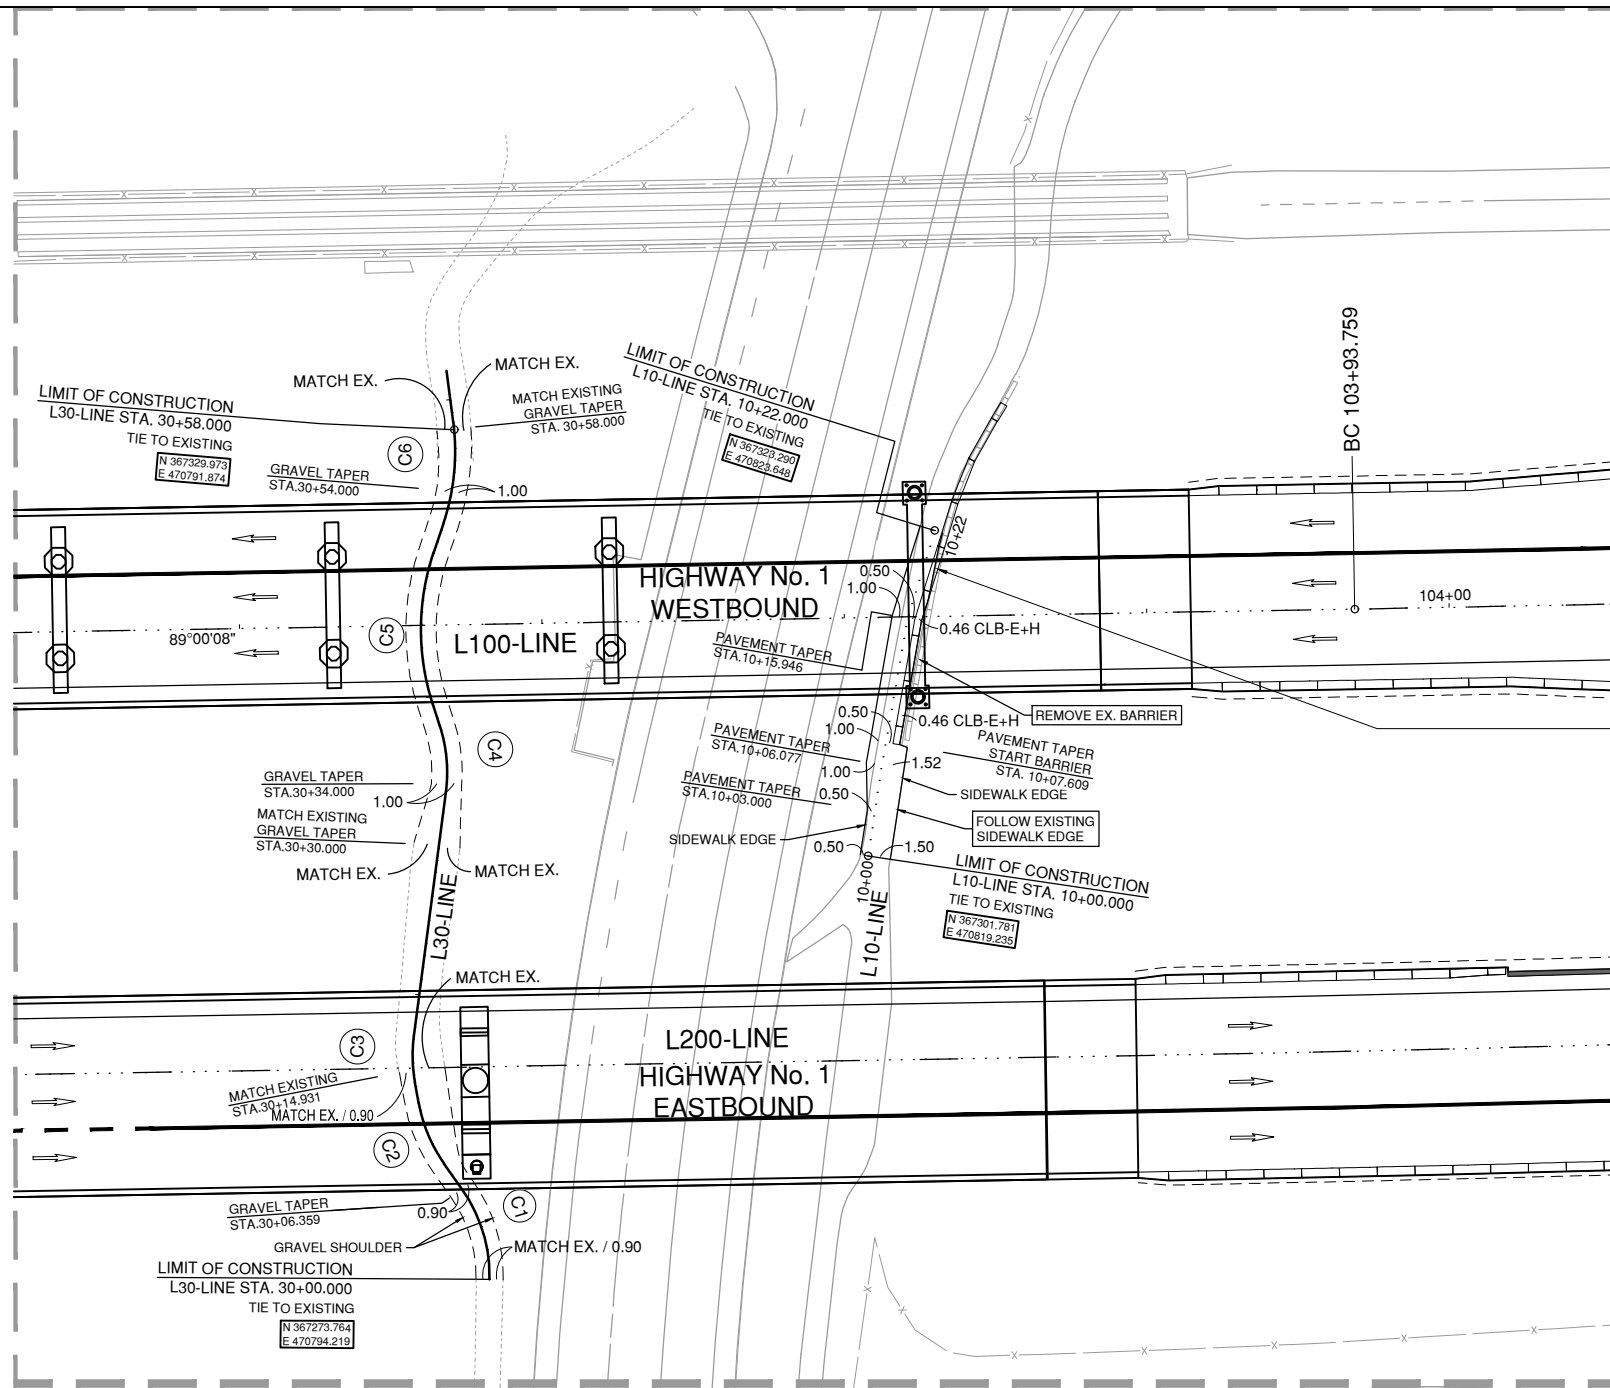 BC 103+93.759
LIMIT OF CONSTRUCTION
L10-LINE STA. 10+22.000
TIE TO EXISTING
N 367323.290
E 470823.648
MATCH EX.
MATCH EX.
MATCH EXISTING
GRAVEL TAPER
STA. 30+58.000
LIMIT OF CONSTRUCTION
L30-LINE STA. 30+58.000
TIE TO EXISTING
N 367329.973
E 470791.874
C6
GRAVEL TAPER
STA.30+54.000
1.00
10+22
HIGHWAY No. 1
WESTBOUND
0.50
1.00
104+00
89°00'08"
C5
L100-LINE
0.46 CLB-E+H
PAVEMENT TAPER
STA.10+15.946
REMOVE EX. BARRIER
0.50
0.46 CLB-E+H
1.00
PAVEMENT TAPER
STA.10+06.077
PAVEMENT TAPER
START BARRIER
STA. 10+07.609
C4
1.00
1.52
GRAVEL TAPER
STA.30+34.000
1.00
PAVEMENT TAPER
STA.10+03.000
0.50
SIDEWALK EDGE
MATCH EXISTING
GRAVEL TAPER
STA.30+30.000
FOLLOW EXISTING
SIDEWALK EDGE
SIDEWALK EDGE
0.50
1.50
MATCH EX.
MATCH EX.
LIMIT OF CONSTRUCTION
L10-LINE STA. 10+00.000
TIE TO EXISTING
N 367301.781
E 470819.235
10+00
L10-LINE
L30-LINE
MATCH EX.
L200-LINE
HIGHWAY No. 1
EASTBOUND
C3
MATCH EXISTING
STA.30+14.931
MATCH EX. / 0.90
C2
GRAVEL TAPER
STA.30+06.359
0.90
C1
GRAVEL SHOULDER
MATCH EX. / 0.90
LIMIT OF CONSTRUCTION
L30-LINE STA. 30+00.000
TIE TO EXISTING
N 367273.764
E 470794.219